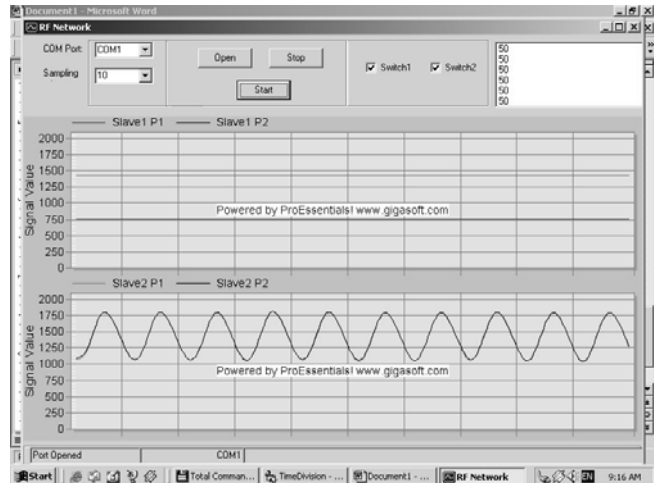 Document1 - Microsoft Word
RF Network
COM Port: COM1
Sampling 10
Open Stop
Start
Switch1 Switch2
50
50
50
50
50
50
Slave1 P1 Slave1 P2
Signal Value
2000
1750
1500
1250
1000
750
500
250
0
Powered by ProEssentials! www.gigasoft.com
Slave2 P1 Slave2 P2
Signal Value
2000
1750
1500
1250
1000
750
500
250
0
Powered by ProEssentials! www.gigasoft.com
Port Opened COM1
Start Total Comman... TimeDivision - ... Document1 - ... RF Network EN 9:16 AM